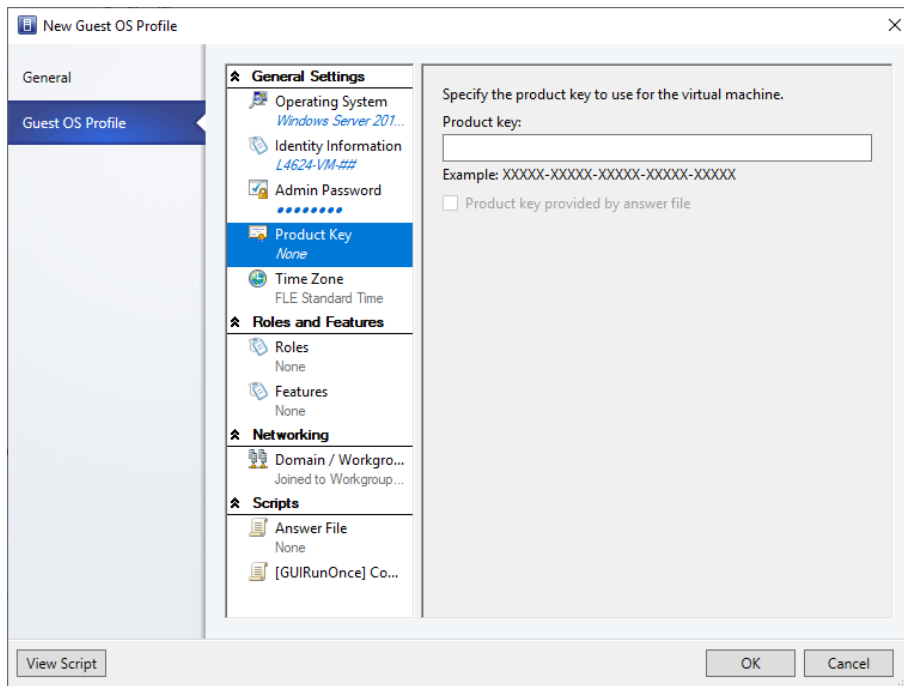 New Guest OS Profile
General
Guest OS Profile
General Settings
Operating System
Windows Server 201...
Identity Information
L4624-VM-##
Admin Password
••••••••
Product Key
None
Time Zone
FLE Standard Time
Roles and Features
Roles
None
Features
None
Networking
Domain / Workgro...
Joined to Workgroup...
Scripts
Answer File
None
[GUIRunOnce] Co...
Specify the product key to use for the virtual machine.
Product key:
Example: XXXXX-XXXXX-XXXXX-XXXXX-XXXXX
Product key provided by answer file
View Script
OK
Cancel